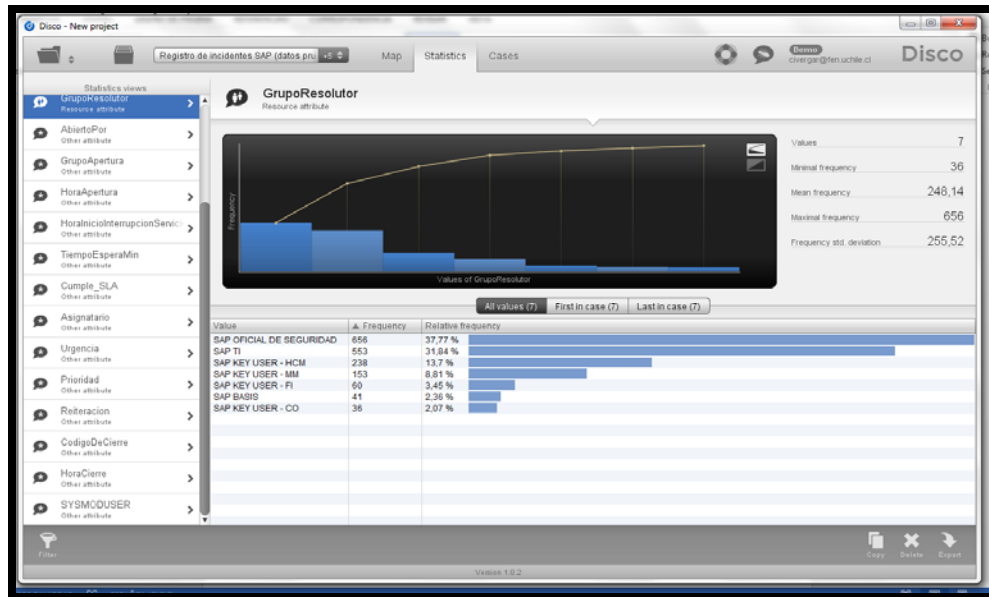 Disco - New project
Registro de incidentes SAP (datos pru +5
Map
Statistics
Cases
Demo
civergar@fen.uchile.cl
Disco
Statistics views
GrupoResolutor
Resource attribute
AbiertoPor
Other attribute
GrupoApertura
Other attribute
HoraApertura
Other attribute
HoraInicioInterrupcionServic
Other attribute
TiempoEsperaMin
Other attribute
Cumple_SLA
Other attribute
Asignatario
Other attribute
Urgencia
Other attribute
Prioridad
Other attribute
Reiteracion
Other attribute
CodigoDeCierre
Other attribute
HoraCierre
Other attribute
SYSMODUSER
Other attribute
GrupoResolutor
Resource attribute
Frequency
Values of GrupoResolutor
Values 7
Minimal frequency 36
Mean frequency 248,14
Maximal frequency 656
Frequency std. deviation 255,52
All values (7) First in case (7) Last in case (7)
Value Frequency Relative frequency
SAP OFICIAL DE SEGURIDAD 656 37,77 %
SAP TI 553 31,84 %
SAP KEY USER - HCM 238 13,7 %
SAP KEY USER - MM 153 8,81 %
SAP KEY USER - FI 60 3,45 %
SAP BASIS 41 2,36 %
SAP KEY USER - CO 36 2,07 %
Filter
Copy
Delete
Export
Version 1.0.2